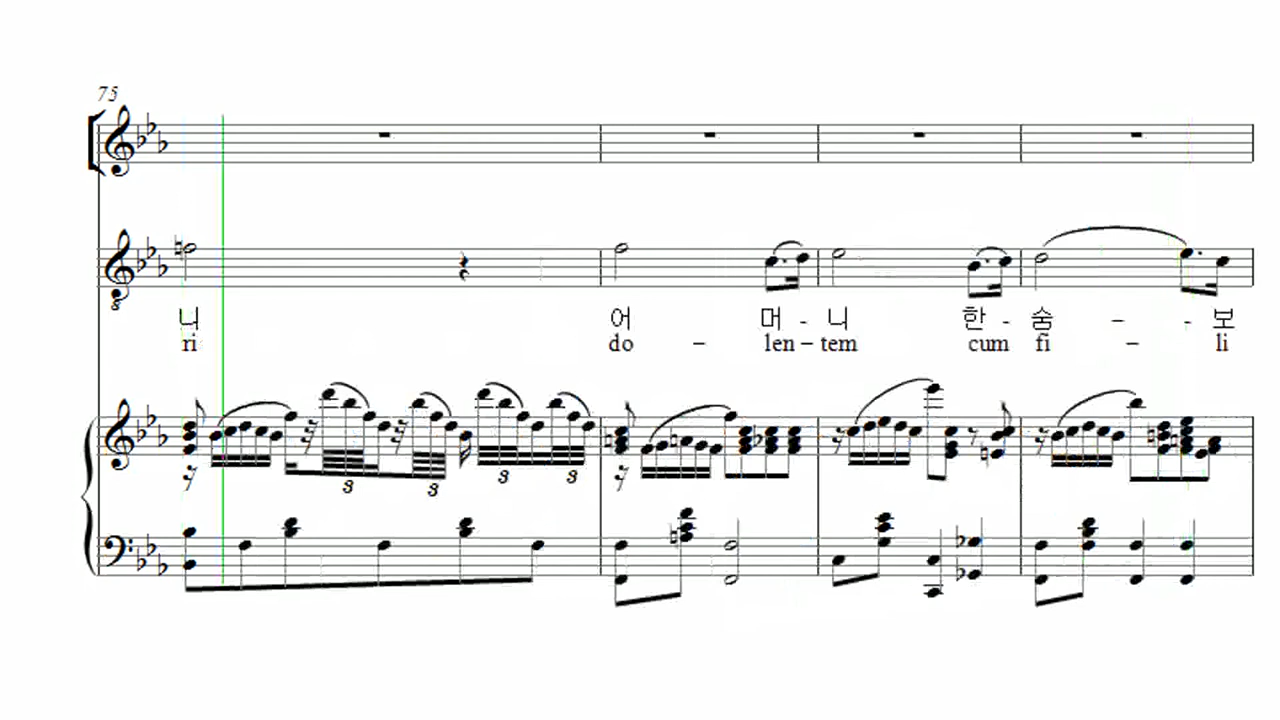 75
8
니 어 머 - 니 한 - 숨 - - 보
ri do – len – tem cum fi – li
3 3 3 3